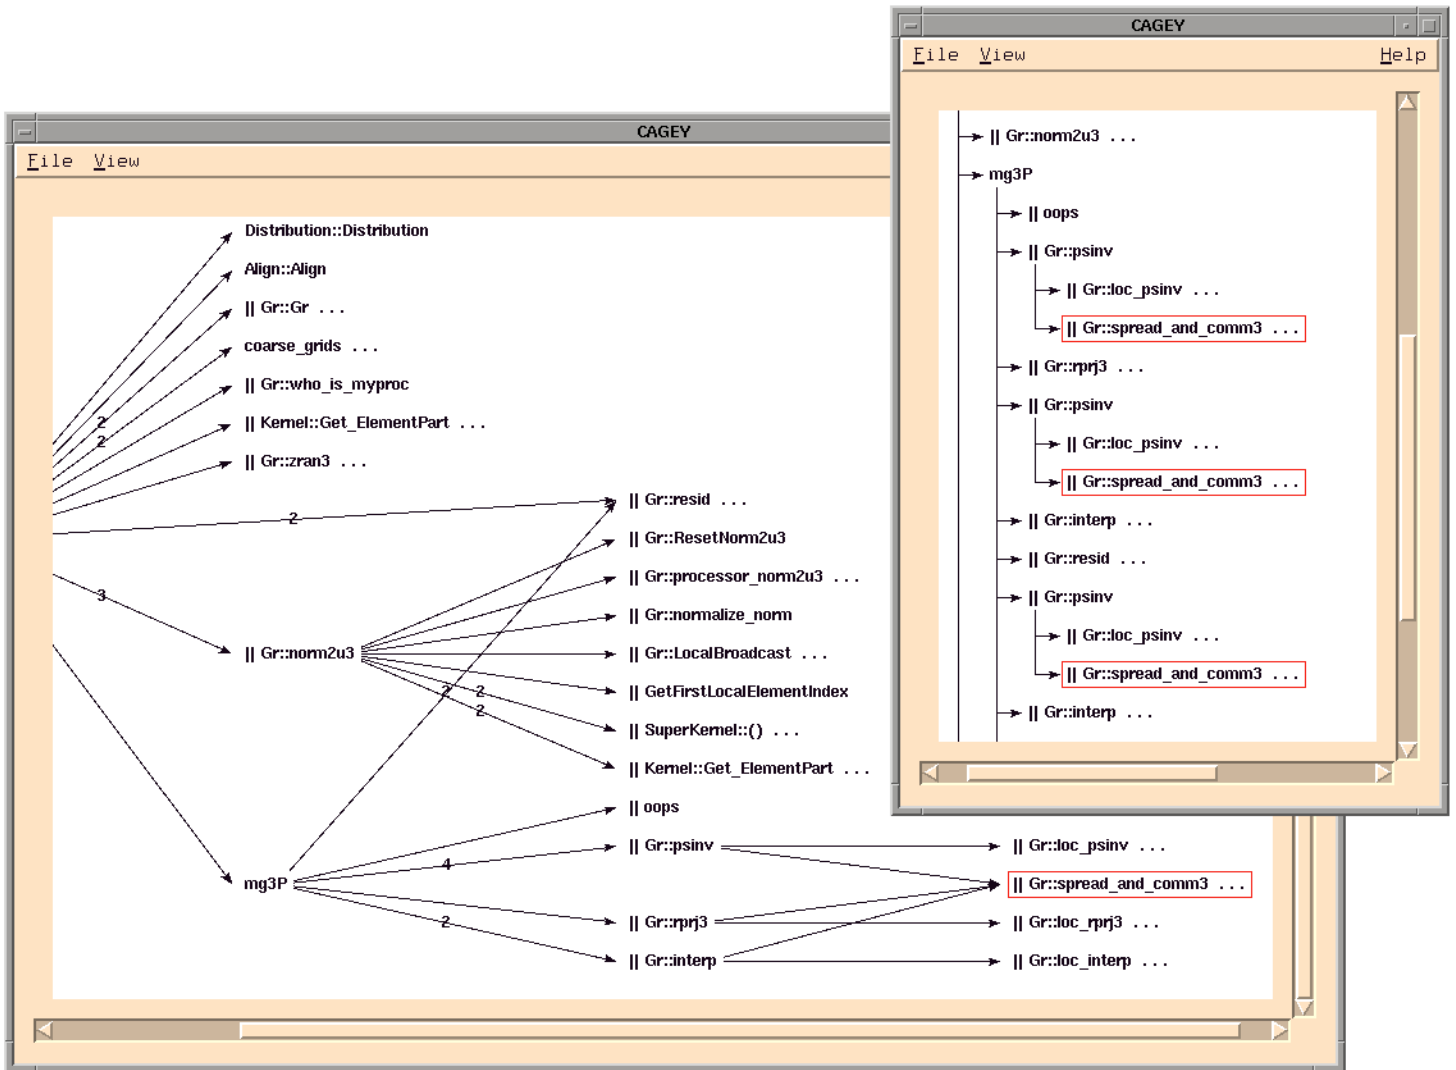 CAGEY
File View
Distribution::Distribution
Align::Align
|| Gr::Gr ...
coarse_grids ...
|| Gr::who_is_myproc
2
|| Kernel::Get_ElementPart ...
2
|| Gr::zran3 ...
|| Gr::resid ...
2
|| Gr::ResetNorm2u3
|| Gr::processor_norm2u3 ...
3
|| Gr::normalize_norm
|| Gr::norm2u3
|| Gr::LocalBroadcast ...
2 2
|| GetFirstLocalElementIndex
2
|| SuperKernel::() ...
|| Kernel::Get_ElementPart ...
|| oops
|| Gr::psinv
|| Gr::loc_psinv ...
4
mg3P
|| Gr::spread_and_comm3 ...
2
|| Gr::rprj3
|| Gr::loc_rprj3 ...
|| Gr::interp
|| Gr::loc_interp ...
CAGEY
File View Help
|| Gr::norm2u3 ...
mg3P
|| oops
|| Gr::psinv
|| Gr::loc_psinv ...
|| Gr::spread_and_comm3 ...
|| Gr::rprj3 ...
|| Gr::psinv
|| Gr::loc_psinv ...
|| Gr::spread_and_comm3 ...
|| Gr::interp ...
|| Gr::resid ...
|| Gr::psinv
|| Gr::loc_psinv ...
|| Gr::spread_and_comm3 ...
|| Gr::interp ...